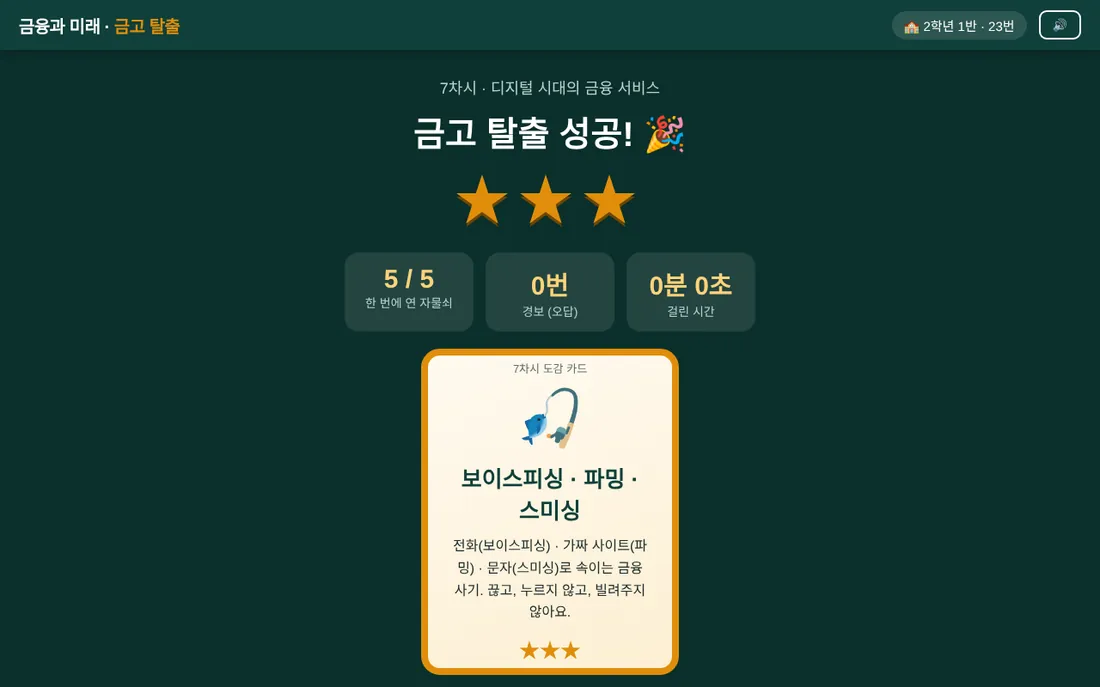 금융과 미래 · 금고 탈출
2학년 1반 · 23번
7차시 · 디지털 시대의 금융 서비스
금고 탈출 성공!
5 / 5
한 번에 연 자물쇠
0번
경보 (오답)
0분 0초
걸린 시간
7차시 도감 카드
보이스피싱 · 파밍 ·
스미싱
전화(보이스피싱) · 가짜 사이트(파
밍) · 문자(스미싱)로 속이는 금융
사기. 끊고, 누르지 않고, 빌려주지
않아요.